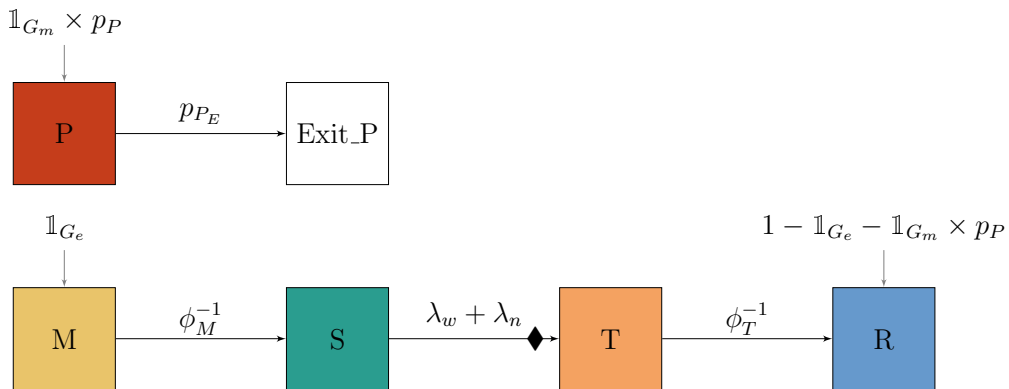 𝟙_{G_m} × p_P
P
p_{P_E}
Exit_P
𝟙_{G_e}
1 − 𝟙_{G_e} − 𝟙_{G_m} × p_P
M
ϕ_M^{-1}
S
λ_w + λ_n
T
ϕ_T^{-1}
R